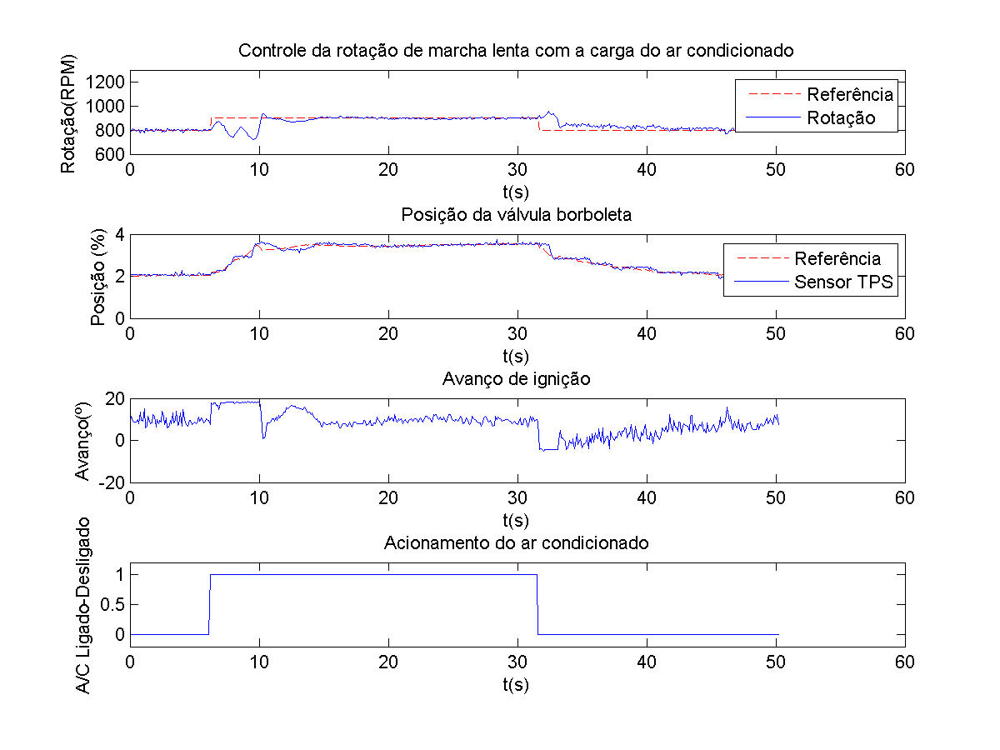 Controle da rotação de marcha lenta com a carga do ar condicionado
Rotação(RPM)
1200
1000
800
600
Referência
Rotação
0 10 20 30 40 50 60
t(s)
Posição da válvula borboleta
Posição (%)
4
2
0
Referência
Sensor TPS
0 10 20 30 40 50 60
t(s)
Avanço de ignição
Avanço(º)
20
0
-20
0 10 20 30 40 50 60
t(s)
Acionamento do ar condicionado
A/C Ligado-Desligado
1
0.5
0
0 10 20 30 40 50 60
t(s)